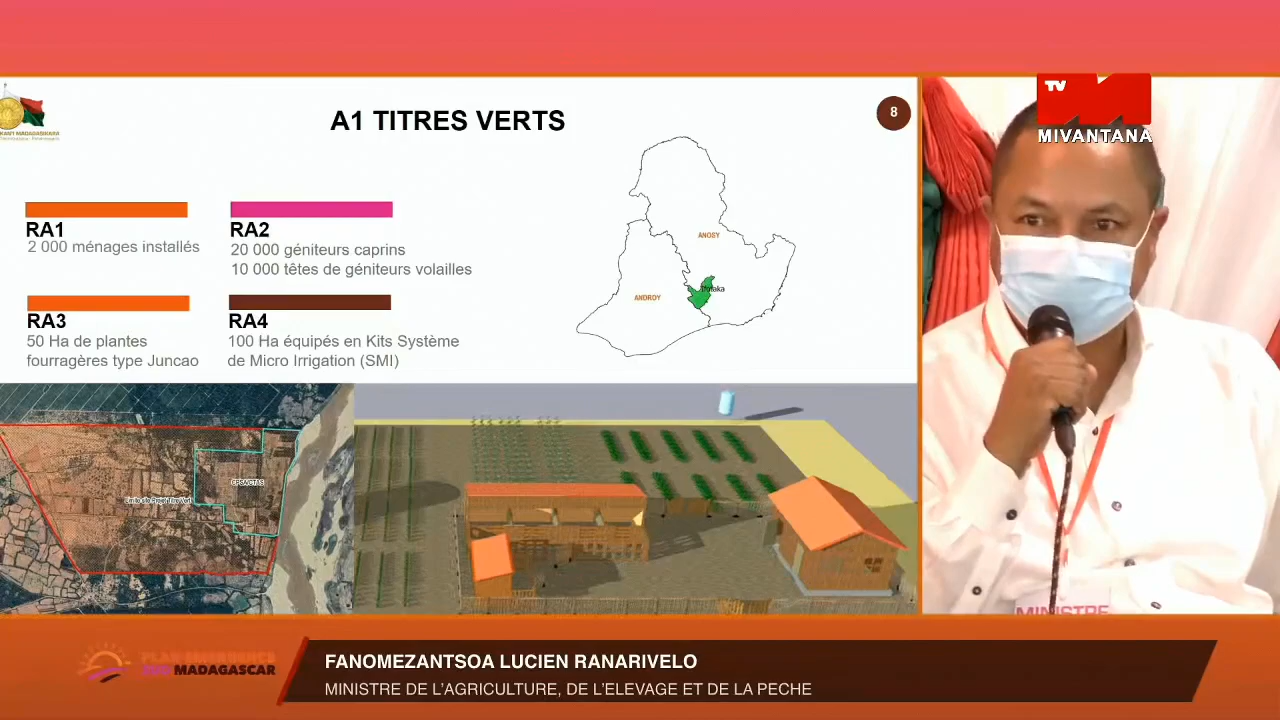 TV
MIVANTANA
A1 TITRES VERTS
8
RA1
2 000 ménages installés
RA2
20 000 géniteurs caprins
10 000 têtes de géniteurs volailles
RA3
50 Ha de plantes
fourragères type Juncao
RA4
100 Ha équipés en Kits Système
de Micro Irrigation (SMI)
ANOSY
ANDROY
MINISTRE
MADAGASCAR
FANOMEZANTSOA LUCIEN RANARIVELO
MINISTRE DE L'AGRICULTURE, DE L'ELEVAGE ET DE LA PECHE